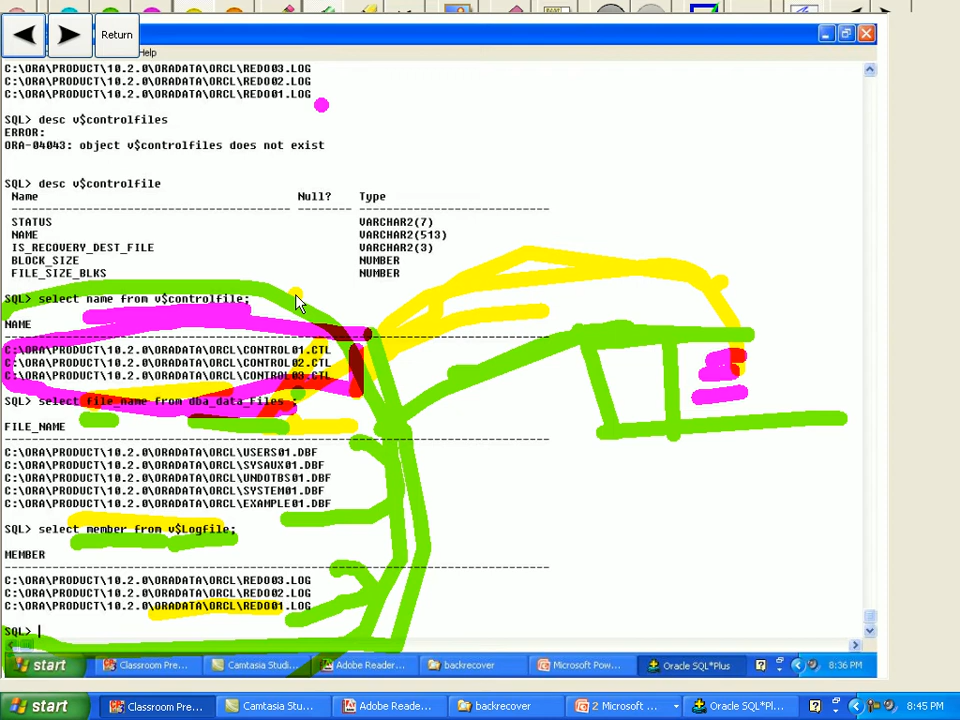 Return
Help
C:\ORA\PRODUCT\10.2.0\ORADATA\ORCL\REDO03.LOG
C:\ORA\PRODUCT\10.2.0\ORADATA\ORCL\REDO02.LOG
C:\ORA\PRODUCT\10.2.0\ORADATA\ORCL\REDO01.LOG
SQL> desc v$controlfiles
ERROR:
ORA-04043: object v$controlfiles does not exist
SQL> desc v$controlfile
Name Null? Type
----------------------------------------- -------- ----------------------------
STATUS VARCHAR2(7)
NAME VARCHAR2(513)
IS_RECOVERY_DEST_FILE VARCHAR2(3)
BLOCK_SIZE NUMBER
FILE_SIZE_BLKS NUMBER
SQL> select name from v$controlfile;
NAME
--------------------------------------------------------------------------------
C:\ORA\PRODUCT\10.2.0\ORADATA\ORCL\CONTROL01.CTL
C:\ORA\PRODUCT\10.2.0\ORADATA\ORCL\CONTROL02.CTL
C:\ORA\PRODUCT\10.2.0\ORADATA\ORCL\CONTROL03.CTL
SQL> select file_name from dba_data_files ;
FILE_NAME
--------------------------------------------------------------------------------
C:\ORA\PRODUCT\10.2.0\ORADATA\ORCL\USERS01.DBF
C:\ORA\PRODUCT\10.2.0\ORADATA\ORCL\SYSAUX01.DBF
C:\ORA\PRODUCT\10.2.0\ORADATA\ORCL\UNDOTBS01.DBF
C:\ORA\PRODUCT\10.2.0\ORADATA\ORCL\SYSTEM01.DBF
C:\ORA\PRODUCT\10.2.0\ORADATA\ORCL\EXAMPLE01.DBF
SQL> select member from v$Logfile;
MEMBER
--------------------------------------------------------------------------------
C:\ORA\PRODUCT\10.2.0\ORADATA\ORCL\REDO03.LOG
C:\ORA\PRODUCT\10.2.0\ORADATA\ORCL\REDO02.LOG
C:\ORA\PRODUCT\10.2.0\ORADATA\ORCL\REDO01.LOG
SQL>
start Classroom Pre... Camtasia Studi... Adobe Reader... backrecover Microsoft Pow... Oracle SQL*Plus ? 8:36 PM
start Classroom Pre... Camtasia Stu... Adobe Reade... backrecover 2 Microsoft ... Oracle SQL*Pl... ? 8:45 PM